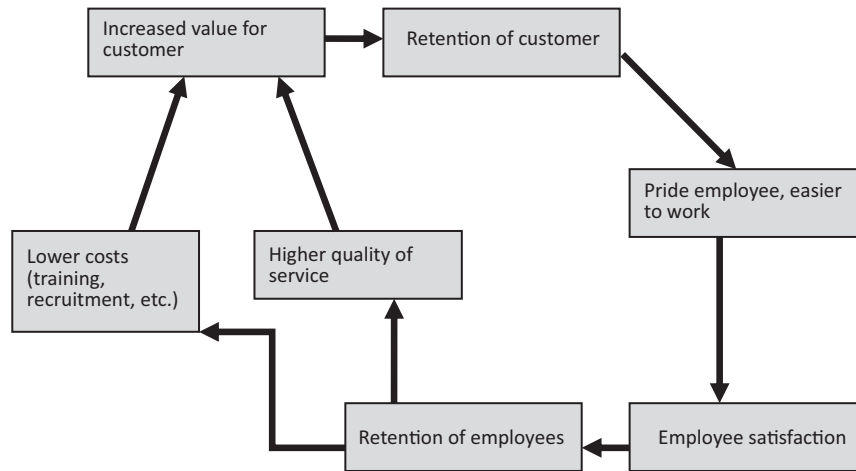 Increased value for
customer
Retention of customer
Pride employee, easier
to work
Lower costs
(training,
recruitment, etc.)
Higher quality of
service
Retention of employees
Employee satisfaction